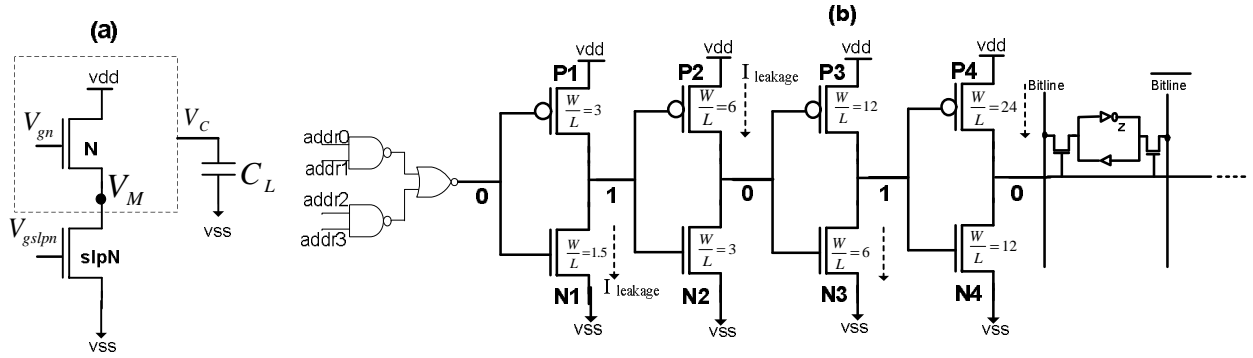 (a)
vdd
V_gn
N
V_C
C_L
V_M
VSS
V_gslpn
slpN
VSS
(b)
addr0
addr1
addr2
addr3
0
vdd
P1
W/L=3
1
W/L=1.5
N1
I leakage
VSS
vdd
P2
W/L=6
I leakage
0
W/L=3
N2
VSS
vdd
P3
W/L=12
1
W/L=6
N3
VSS
vdd
P4
W/L=24
0
W/L=12
N4
VSS
Bitline
Bitline
Z